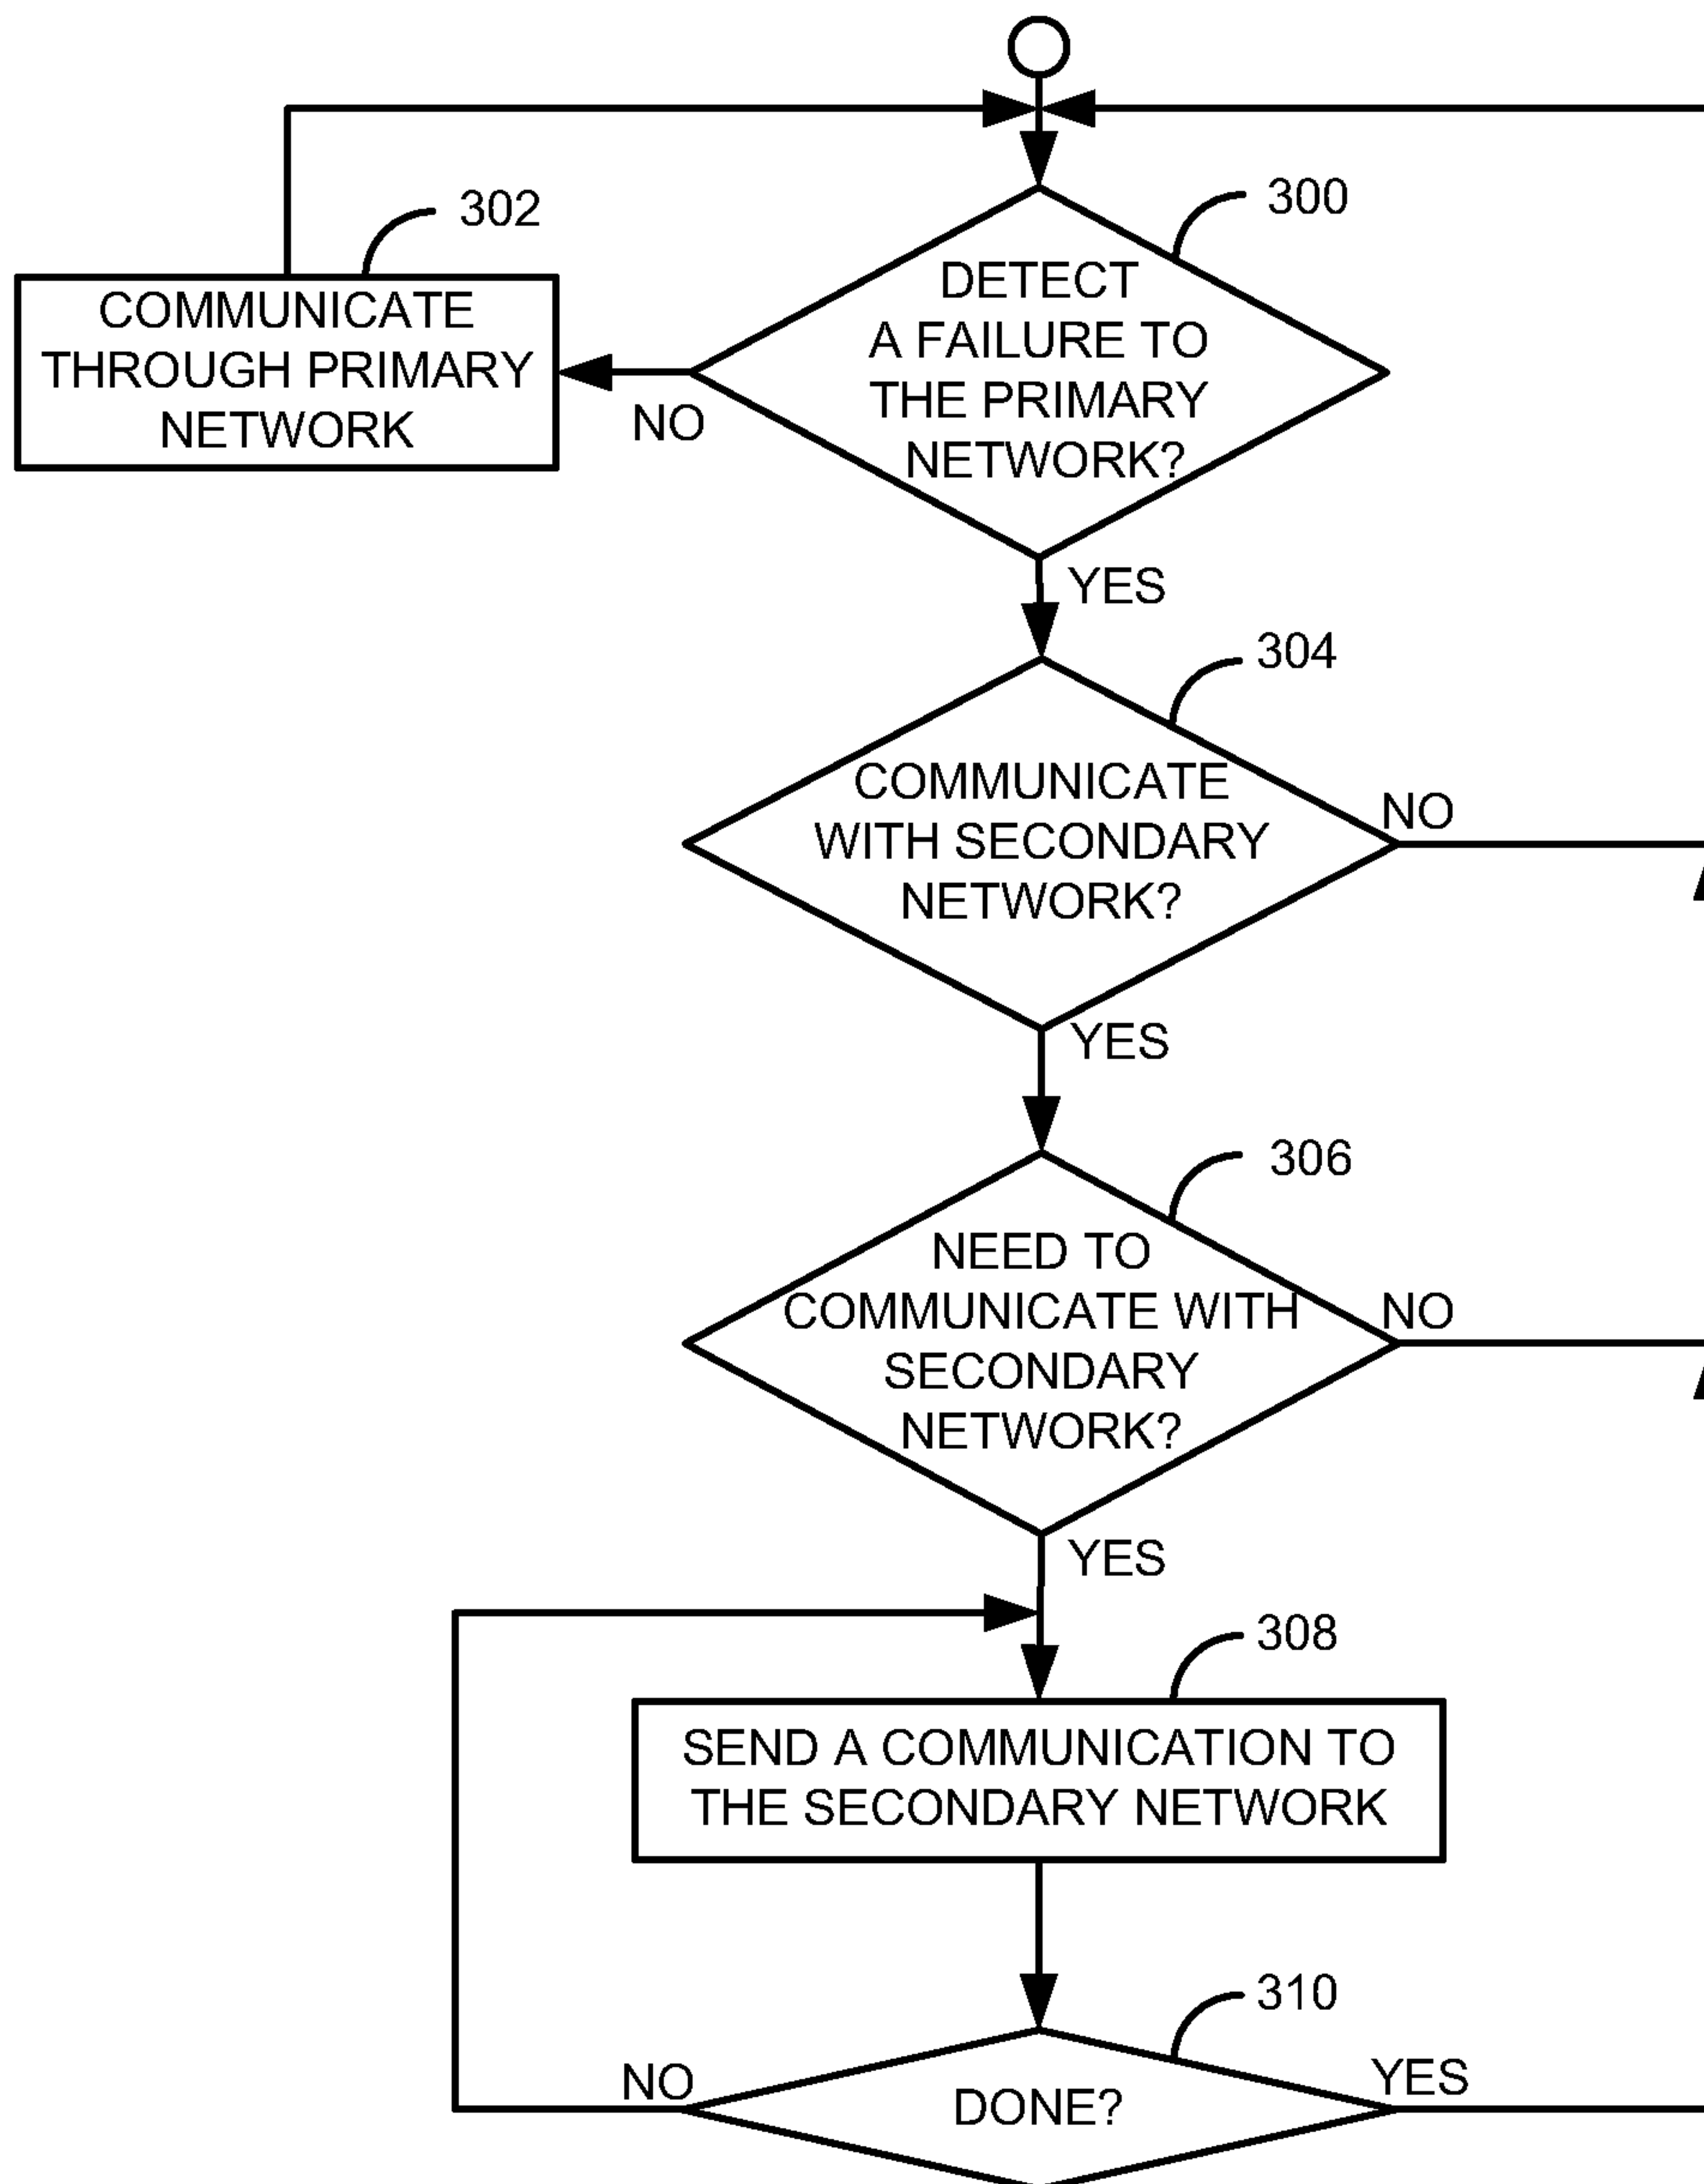 300
302
DETECT
A FAILURE TO
THE PRIMARY
NETWORK?
COMMUNICATE
THROUGH PRIMARY
NETWORK
NO
YES
304
COMMUNICATE
WITH SECONDARY
NETWORK?
NO
YES
306
NEED TO
COMMUNICATE WITH
SECONDARY
NETWORK?
NO
YES
308
SEND A COMMUNICATION TO
THE SECONDARY NETWORK
310
NO
DONE?
YES